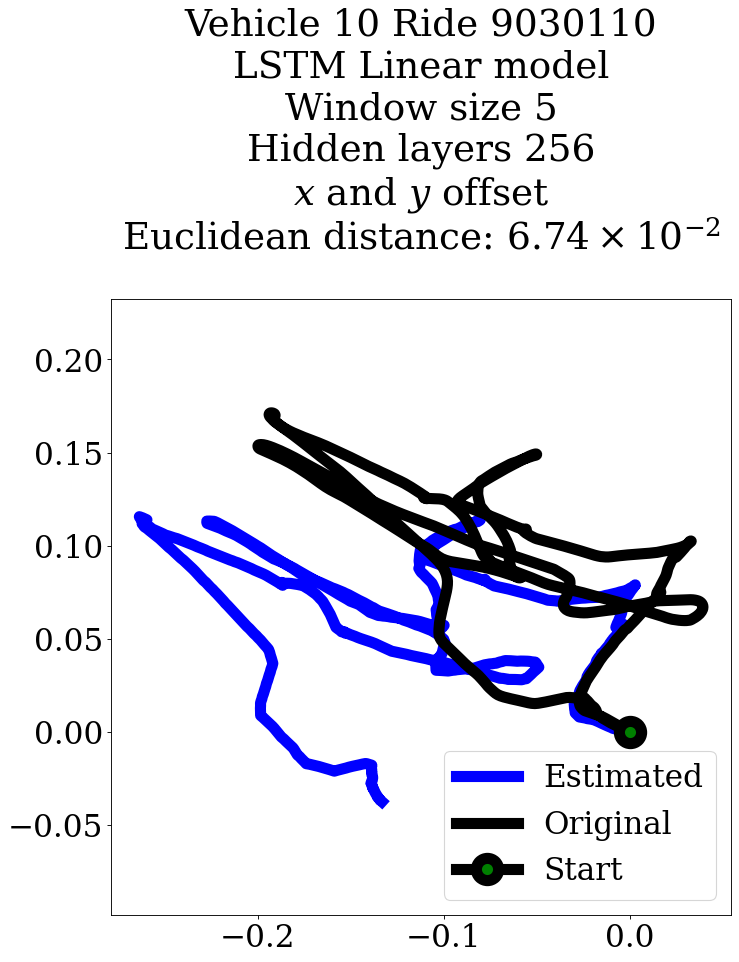 Vehicle 10 Ride 9030110
LSTM Linear model
Window size 5
Hidden layers 256
x and y offset
Euclidean distance: 6.74 × 10⁻²
0.20
0.15
0.10
0.05
0.00
−0.05
Estimated
Original
Start
−0.2
−0.1
0.0